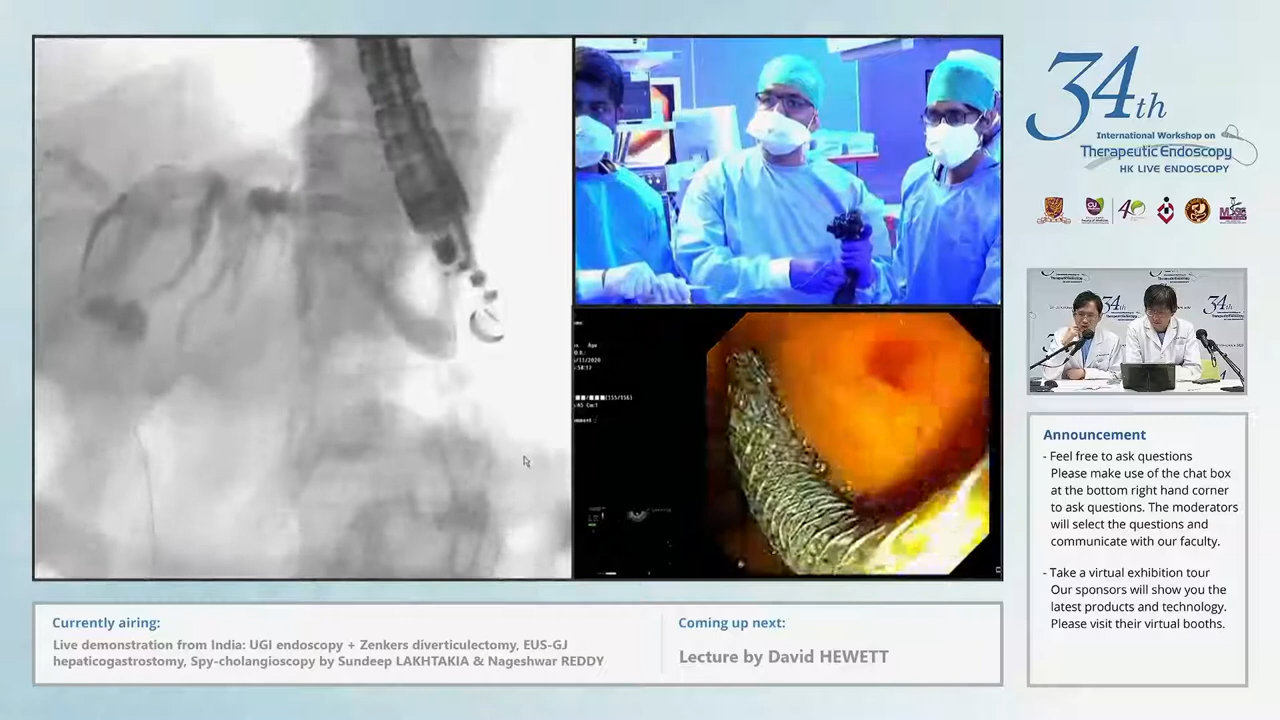 34th
International Workshop on
Therapeutic Endoscopy
HK LIVE ENDOSCOPY
34th
34th
Announcement
- Feel free to ask questions
Please make use of the chat box
at the bottom right hand corner
to ask questions. The moderators
will select the questions and
communicate with our faculty.
- Take a virtual exhibition tour
Our sponsors will show you the
latest products and technology.
Please visit their virtual booths.
Currently airing:
Live demonstration from India: UGI endoscopy + Zenkers diverticulectomy, EUS-GJ
hepaticogastrostomy, Spy-cholangioscopy by Sundeep LAKHTAKIA & Nageshwar REDDY
Coming up next:
Lecture by David HEWETT